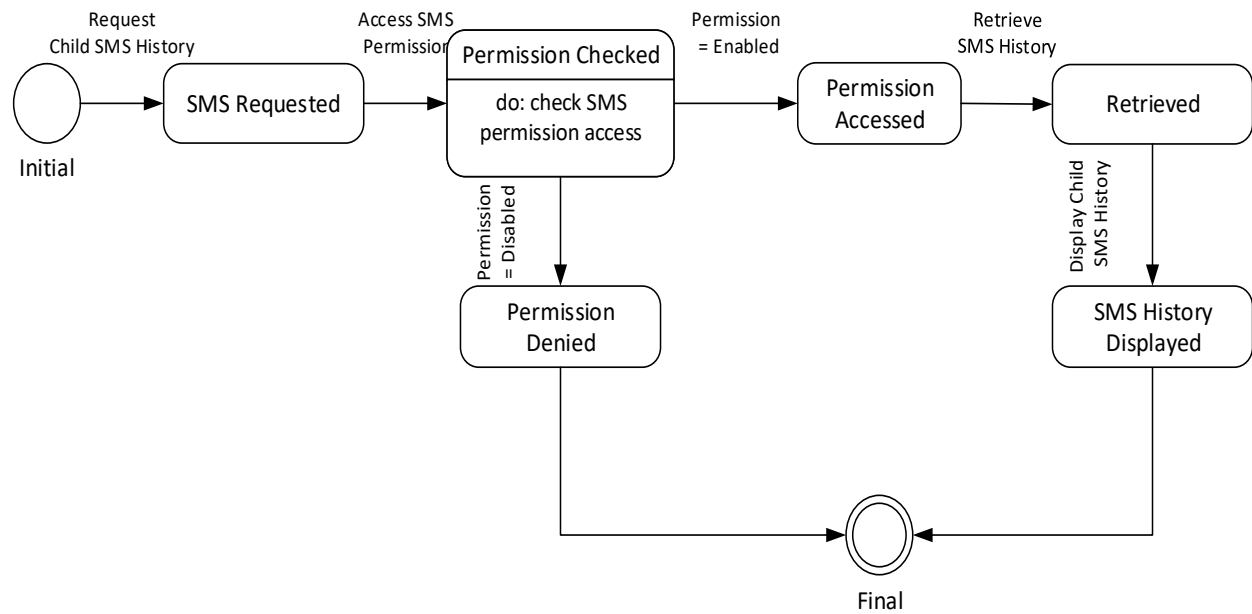 Request
Child SMS History
Access SMS
Permission
Permission
= Enabled
Retrieve
SMS History
Initial
SMS Requested
Permission Checked
do: check SMS
permission access
Permission
Accessed
Retrieved
Permission
= Disabled
Display Child
SMS History
Permission
Denied
SMS History
Displayed
Final